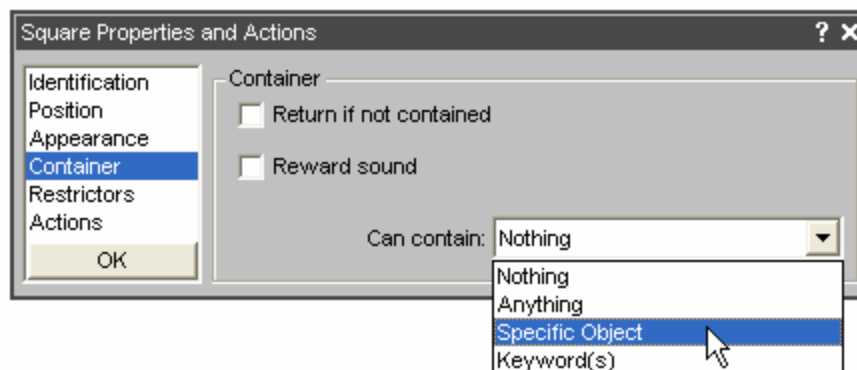 Square Properties and Actions ? X
Identification
Position
Appearance
Container
Restrictors
Actions
OK
Container
Return if not contained
Reward sound
Can contain: Nothing
Nothing
Anything
Specific Object
Keyword(s)